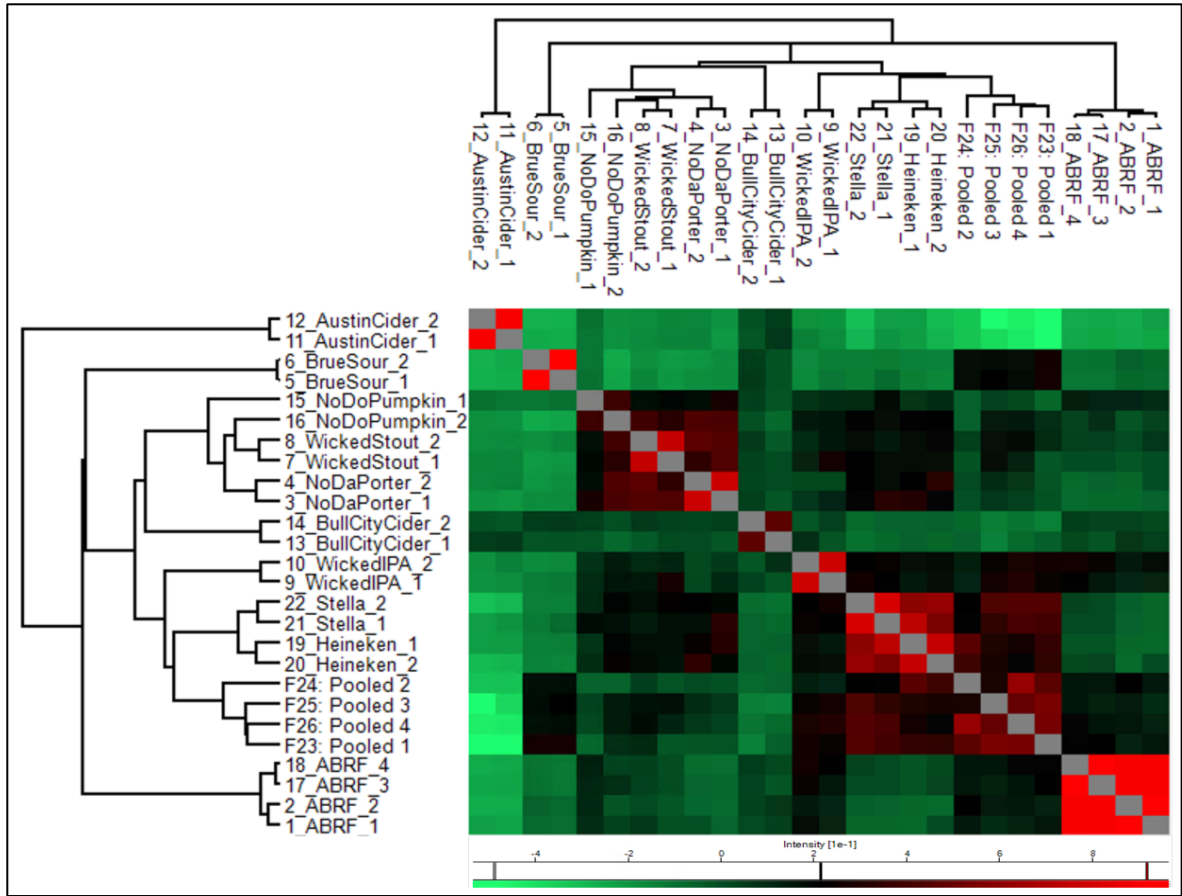 12_AustinCider_2
11_AustinCider_1
6_BrueSour_2
5_BrueSour_1
15_NoDoPumpkin_1
16_NoDoPumpkin_2
8_WickedStout_2
7_WickedStout_1
4_NoDaPorter_2
3_NoDaPorter_1
14_BullCityCider_2
13_BullCityCider_1
10_WickedIPA_2
9_WickedIPA_1
22_Stella_2
21_Stella_1
19_Heineken_1
20_Heineken_2
F24: Pooled 2
F25: Pooled 3
F26: Pooled 4
F23: Pooled 1
18_ABRF_4
17_ABRF_3
2_ABRF_2
1_ABRF_1
12_AustinCider_2
11_AustinCider_1
6_BrueSour_2
5_BrueSour_1
15_NoDoPumpkin_1
16_NoDoPumpkin_2
8_WickedStout_2
7_WickedStout_1
4_NoDaPorter_2
3_NoDaPorter_1
14_BullCityCider_2
13_BullCityCider_1
10_WickedIPA_2
9_WickedIPA_1
22_Stella_2
21_Stella_1
19_Heineken_1
20_Heineken_2
F24: Pooled 2
F25: Pooled 3
F26: Pooled 4
F23: Pooled 1
18_ABRF_4
17_ABRF_3
2_ABRF_2
1_ABRF_1
Intensity [1e-1]
-4 -2 0 2 4 6 8